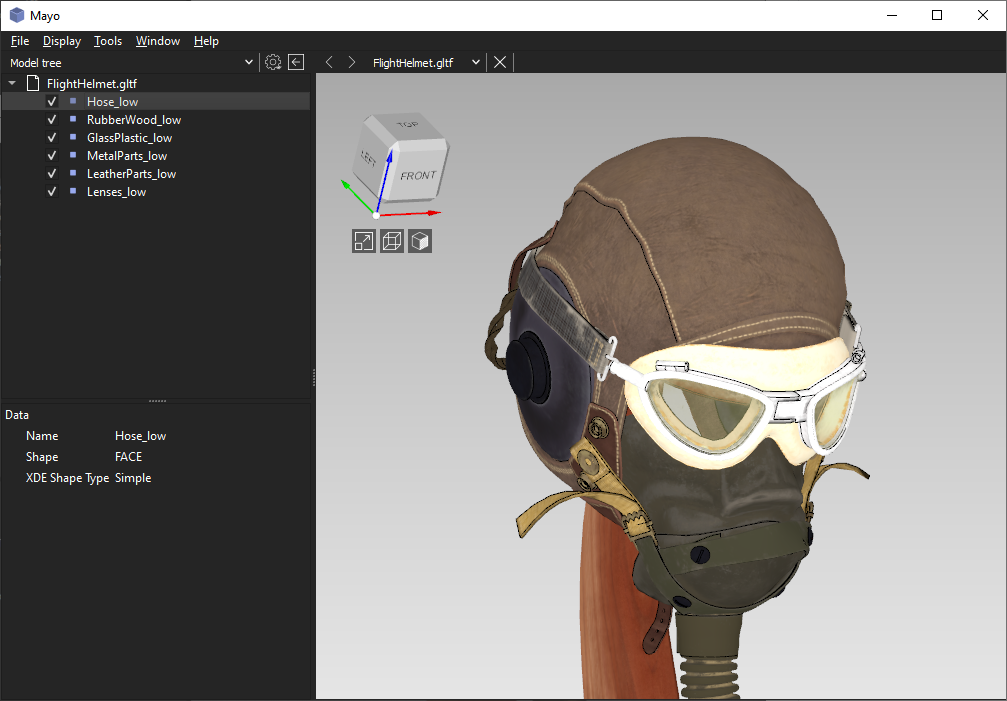 Mayo
File Display Tools Window Help
Model tree
FlightHelmet.gltf
FlightHelmet.gltf
Hose_low
RubberWood_low
GlassPlastic_low
MetalParts_low
LeatherParts_low
Lenses_low
TOP
LEFT
FRONT
Data
Name Hose_low
Shape FACE
XDE Shape Type Simple